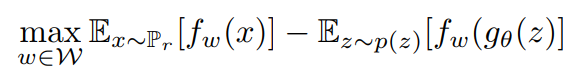 max_{w∈𝒲} 𝔼_{x∼ℙ_r}[f_w(x)] − 𝔼_{z∼p(z)}[f_w(g_θ(z)]